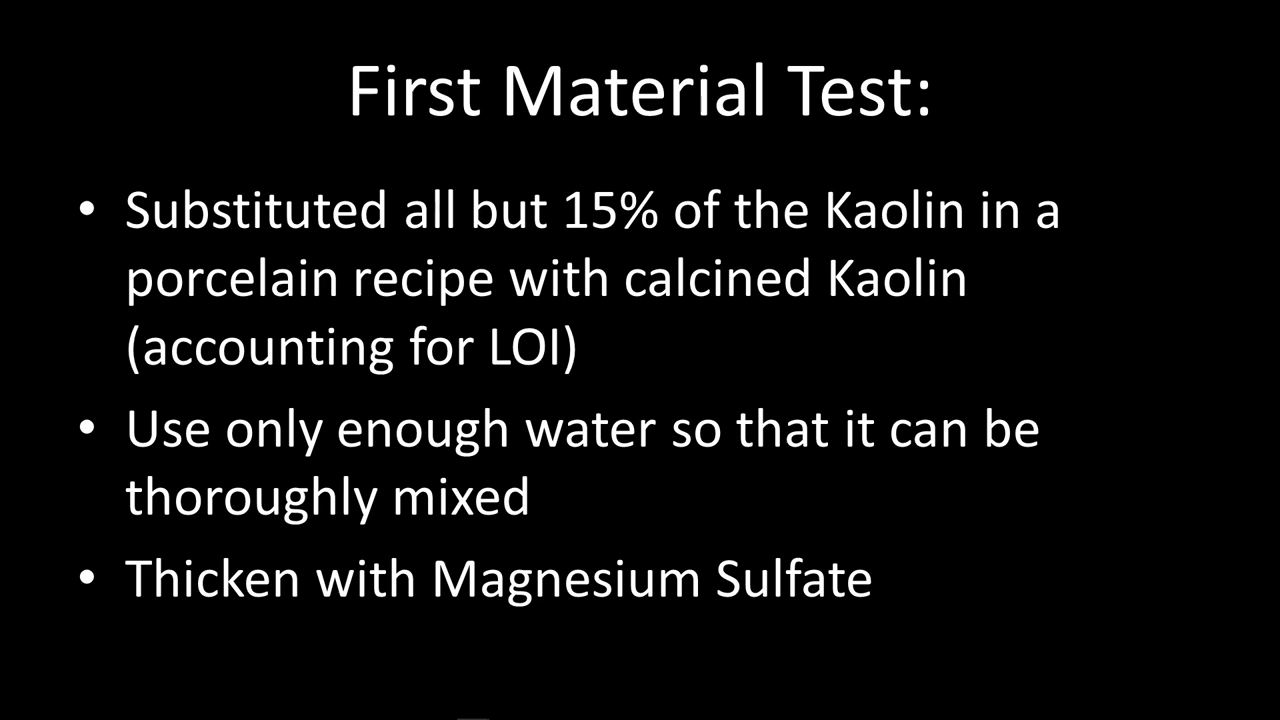 First Material Test:
• Substituted all but 15% of the Kaolin in a
porcelain recipe with calcined Kaolin
(accounting for LOI)
• Use only enough water so that it can be
thoroughly mixed
• Thicken with Magnesium Sulfate